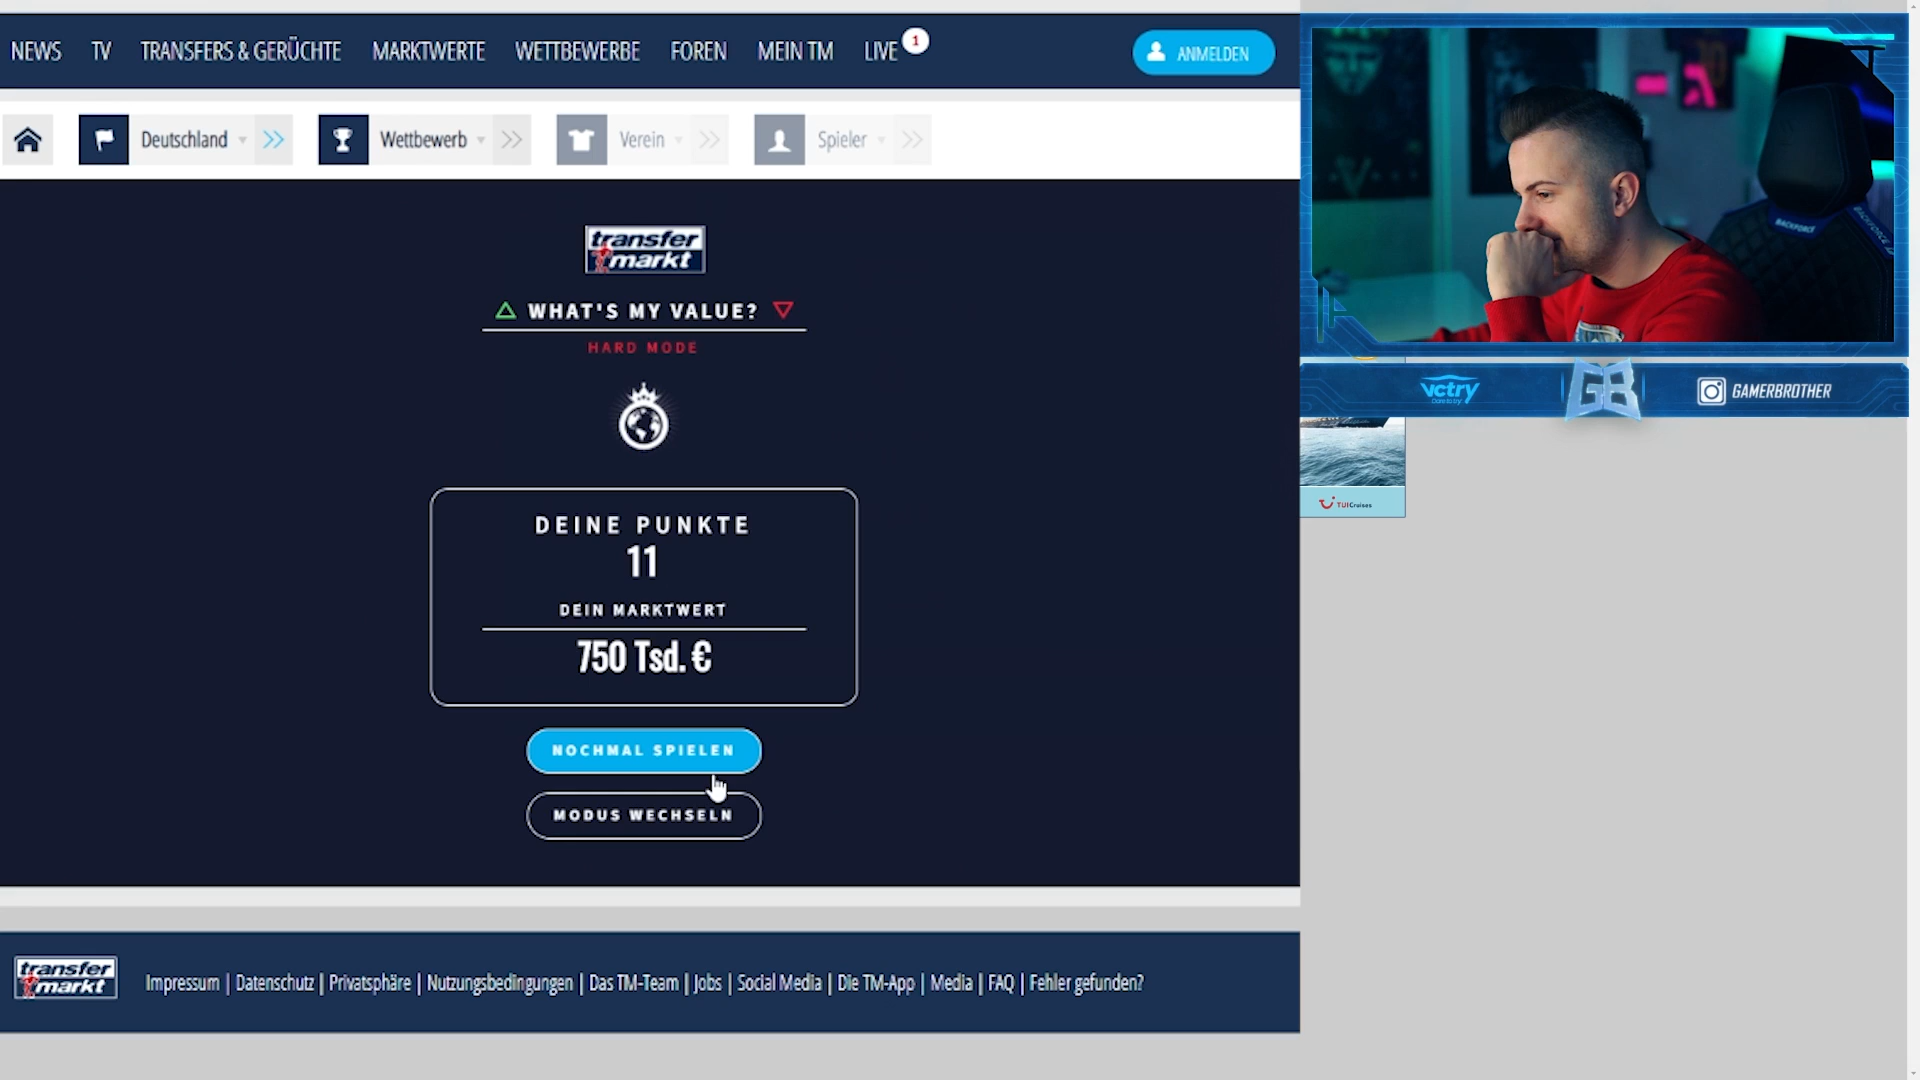 NEWS TV TRANSFERS & GERÜCHTE MARKTWERTE WETTBEWERBE FOREN MEIN TM LIVE 1 ANMELDEN
Deutschland Wettbewerb Verein Spieler
transfer
markt
WHAT'S MY VALUE?
HARD MODE
DEINE PUNKTE
11
DEIN MARKTWERT
750 Tsd. €
NOCHMAL SPIELEN
MODUS WECHSELN
BACKFORCE
vctry
GB
GAMERBROTHER
TUI Cruises
transfer
markt
Impressum | Datenschutz | Privatsphäre | Nutzungsbedingungen | Das TM-Team | Jobs | Social Media | Die TM-App | Media | FAQ | Fehler gefunden?